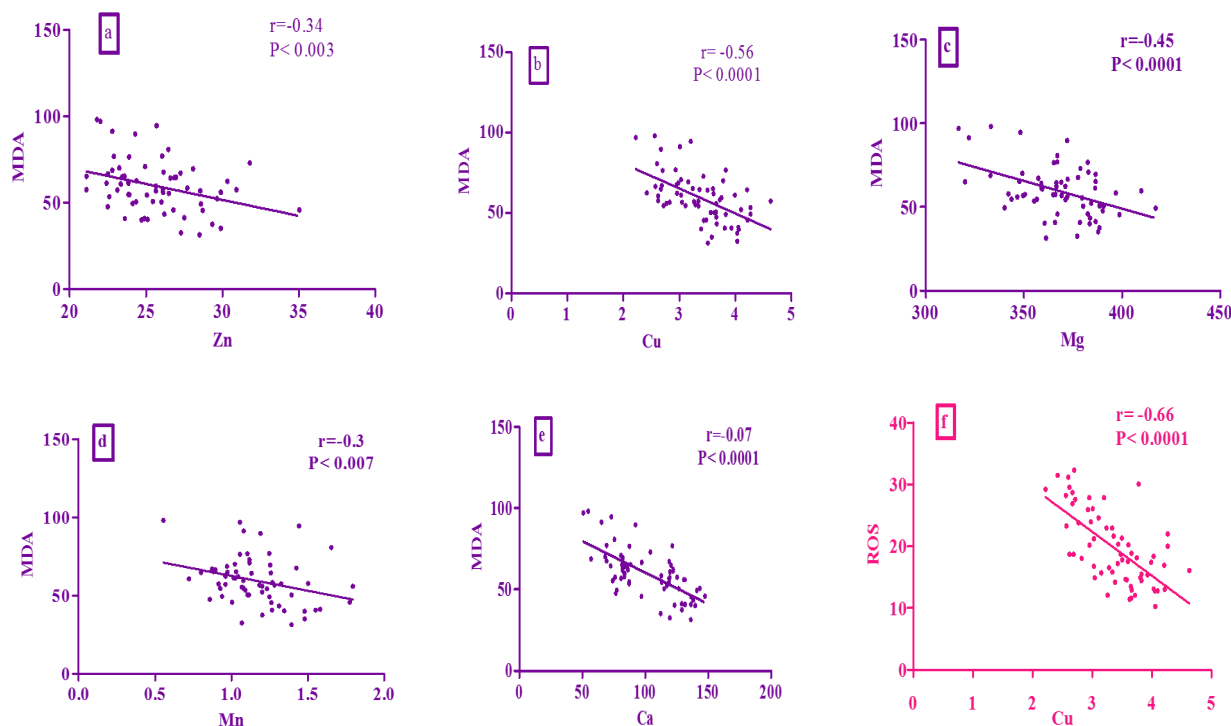 a
r=-0.34
P< 0.003
MDA
150
100
50
0
20
25
30
35
40
Zn
b
r= -0.56
P< 0.0001
MDA
150
100
50
0
0
1
2
3
4
5
Cu
c
r=-0.45
P< 0.0001
MDA
150
100
50
0
300
350
400
450
Mg
d
r=-0.3
P< 0.007
MDA
150
100
50
0
0.0
0.5
1.0
1.5
2.0
Mn
e
r=-0.07
P< 0.0001
MDA
150
100
50
0
0
50
100
150
200
Ca
f
r= -0.66
P< 0.0001
ROS
40
30
20
10
0
0
1
2
3
4
5
Cu